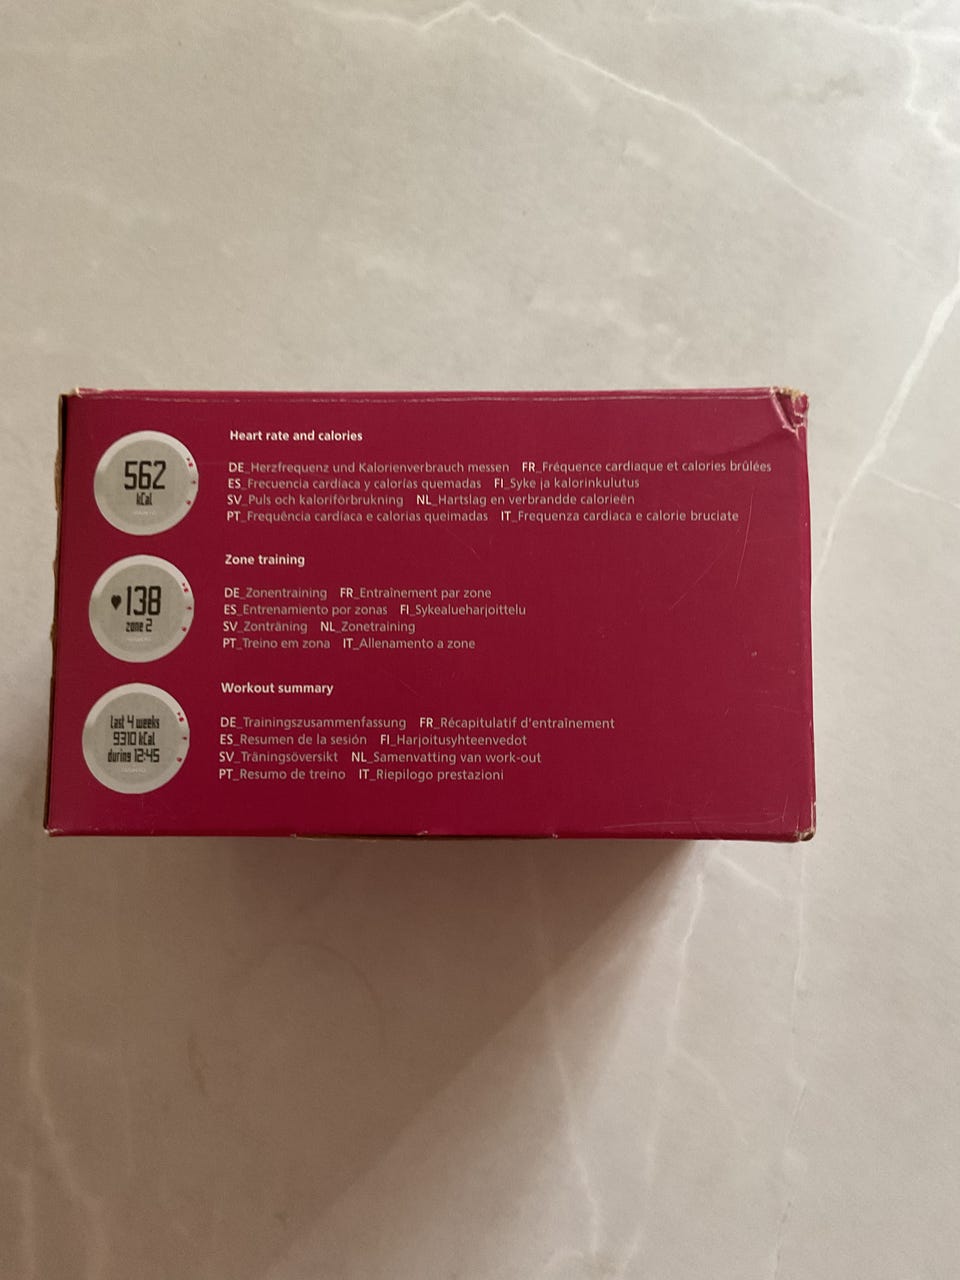 Heart rate and calories
562
kCal
DE_Herzfrequenz und Kalorienverbrauch messen FR_Fréquence cardiaque et calories brûlées
ES_Frecuencia cardíaca y calorías quemadas FI_Syke ja kalorinkulutus
SV_Puls och kaloriförbrukning NL_Hartslag en verbrandde calorieën
PT_Frequência cardíaca e calorias queimadas IT_Frequenza cardiaca e calorie bruciate
Zone training
138
zone 2
DE_Zonentraining FR_Entraînement par zone
ES_Entrenamiento por zonas FI_Sykealueharjoittelu
SV_Zonträning NL_Zonetraining
PT_Treino em zona IT_Allenamento a zone
Workout summary
last 4 weeks
9310 kCal
during 12:45
DE_Trainingszusammenfassung FR_Récapitulatif d'entraînement
ES_Resumen de la sesión FI_Harjoitusyhteenvedot
SV_Träningsöversikt NL_Samenvatting van work-out
PT_Resumo de treino IT_Riepilogo prestazioni